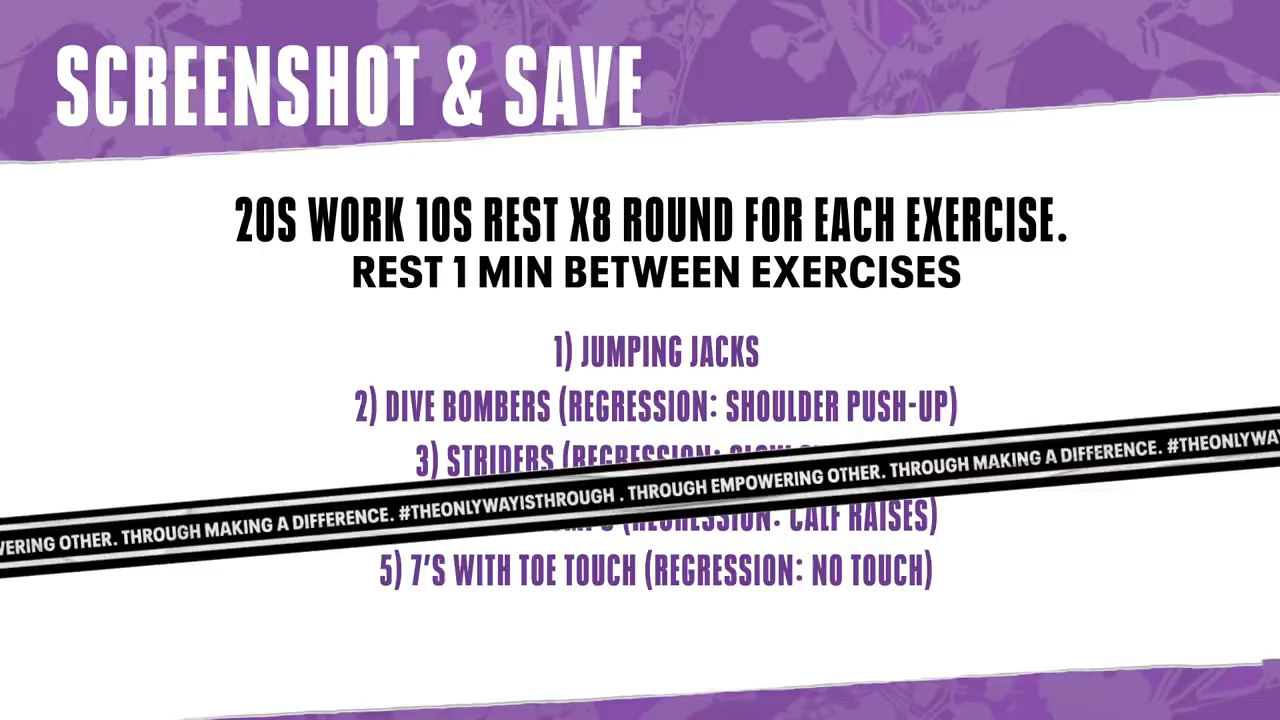 SCREENSHOT & SAVE
20S WORK 10S REST X8 ROUND FOR EACH EXERCISE.
REST 1 MIN BETWEEN EXERCISES
1) JUMPING JACKS
2) DIVE BOMBERS (REGRESSION: SHOULDER PUSH-UP)
3) STRIDERS (REGRESSION:
OTHER. THROUGH MAKING A DIFFERENCE. #THEONLYWAYISTHROUGH . THROUGH EMPOWERING OTHER. THROUGH MAKING A DIFFERENCE.
(REGRESSION: CALF RAISES)
5) 7'S WITH TOE TOUCH (REGRESSION: NO TOUCH)